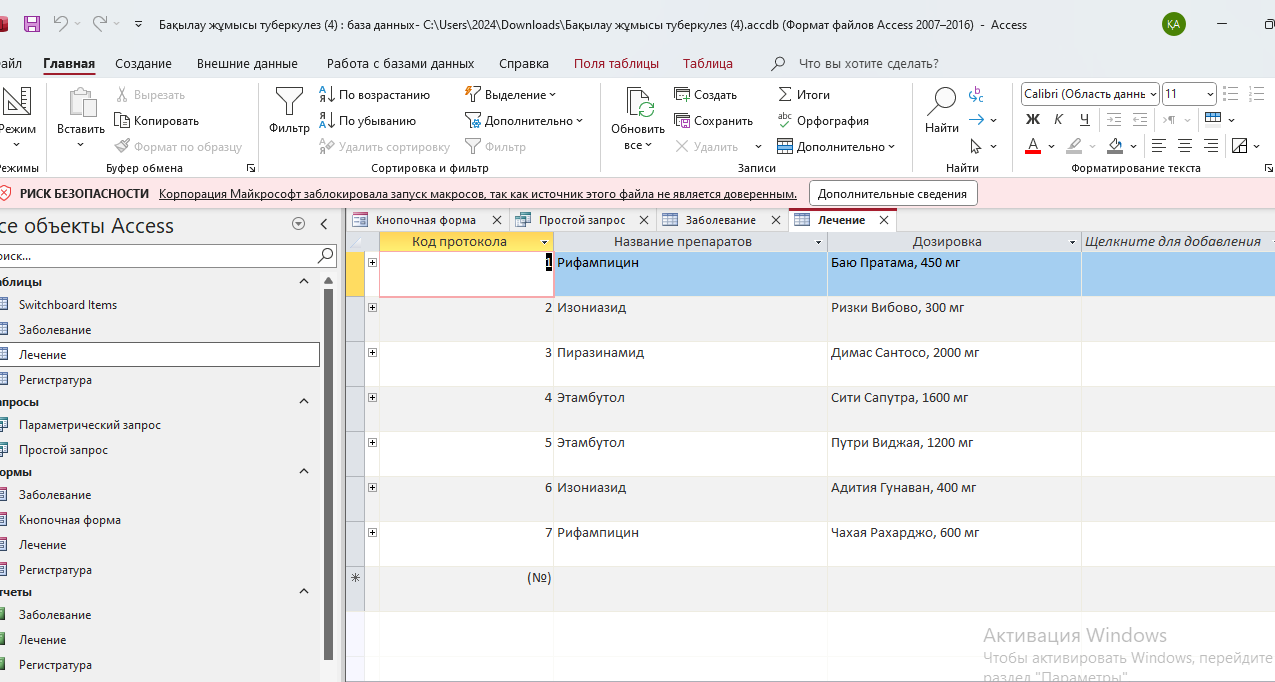 Бақылау жұмысы туберкулез (4) : база данных- C:\Users\2024\Downloads\Бақылау жұмысы туберкулез (4).accdb (Формат файлов Access 2007–2016) - Access
ҚА
айл Главная Создание Внешние данные Работа с базами данных Справка Поля таблицы Таблица Что вы хотите сделать?
Режим
Вставить
Вырезать
Копировать
Формат по образцу
Фильтр
По возрастанию
По убыванию
Удалить сортировку
Выделение
Дополнительно
Фильтр
Обновить
все
Создать
Сохранить
Удалить
Итоги
Орфография
Дополнительно
Найти
Calibri (Область данн 11
Ж К Ч
ежимы Буфер обмена Сортировка и фильтр Записи Найти Форматирование текста
РИСК БЕЗОПАСНОСТИ Корпорация Майкрософт заблокировала запуск макросов, так как источник этого файла не является доверенным. Дополнительные сведения
се объекты Access
оиск...
аблицы
Switchboard Items
Заболевание
Лечение
Регистратура
апросы
Параметрический запрос
Простой запрос
ормы
Заболевание
Кнопочная форма
Лечение
Регистратура
тчеты
Заболевание
Лечение
Регистратура
Кнопочная форма Простой запрос Заболевание Лечение
Код протокола Название препаратов Дозировка Щелкните для добавления
1 Рифампицин Баю Пратама, 450 мг
2 Изониазид Ризки Вибово, 300 мг
3 Пиразинамид Димас Сантосо, 2000 мг
4 Этамбутол Сити Сапутра, 1600 мг
5 Этамбутол Путри Виджая, 1200 мг
6 Изониазид Адития Гунаван, 400 мг
7 Рифампицин Чахая Рахарджо, 600 мг
(№)
Активация Windows
Чтобы активировать Windows, перейдите
раздел "Параметры"